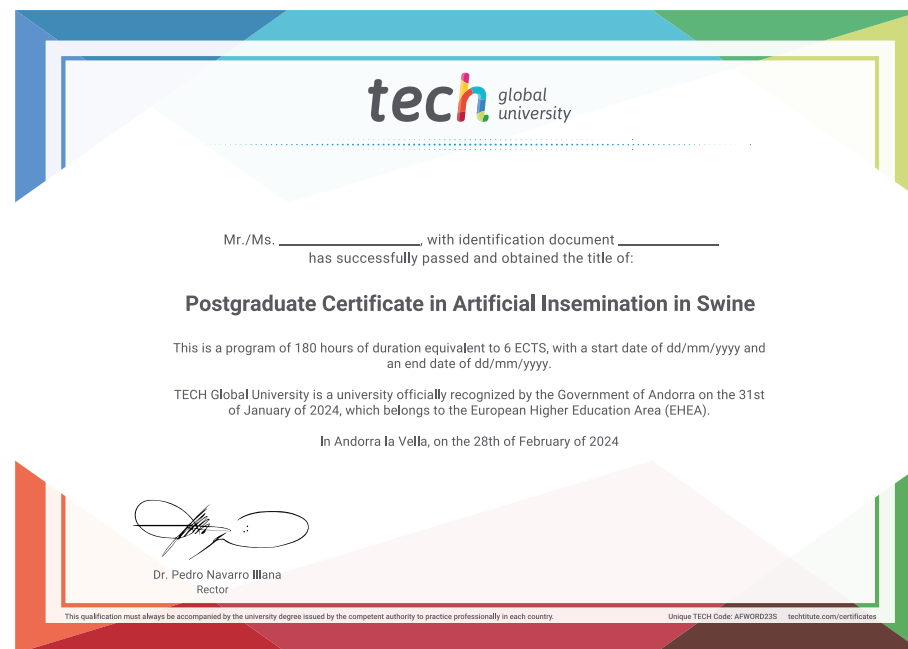 tech global
university
Mr./Ms. ____________, with identification document ____________
has successfully passed and obtained the title of:
Postgraduate Certificate in Artificial Insemination in Swine
This is a program of 180 hours of duration equivalent to 6 ECTS, with a start date of dd/mm/yyyy and
an end date of dd/mm/yyyy.
TECH Global University is a university officially recognized by the Government of Andorra on the 31st
of January of 2024, which belongs to the European Higher Education Area (EHEA).
In Andorra la Vella, on the 28th of February of 2024
Dr. Pedro Navarro Illana
Rector
This qualification must always be accompanied by the university degree issued by the competent authority to practice professionally in each country. Unique TECH Code: AFWORD23S techtitute.com/certificates